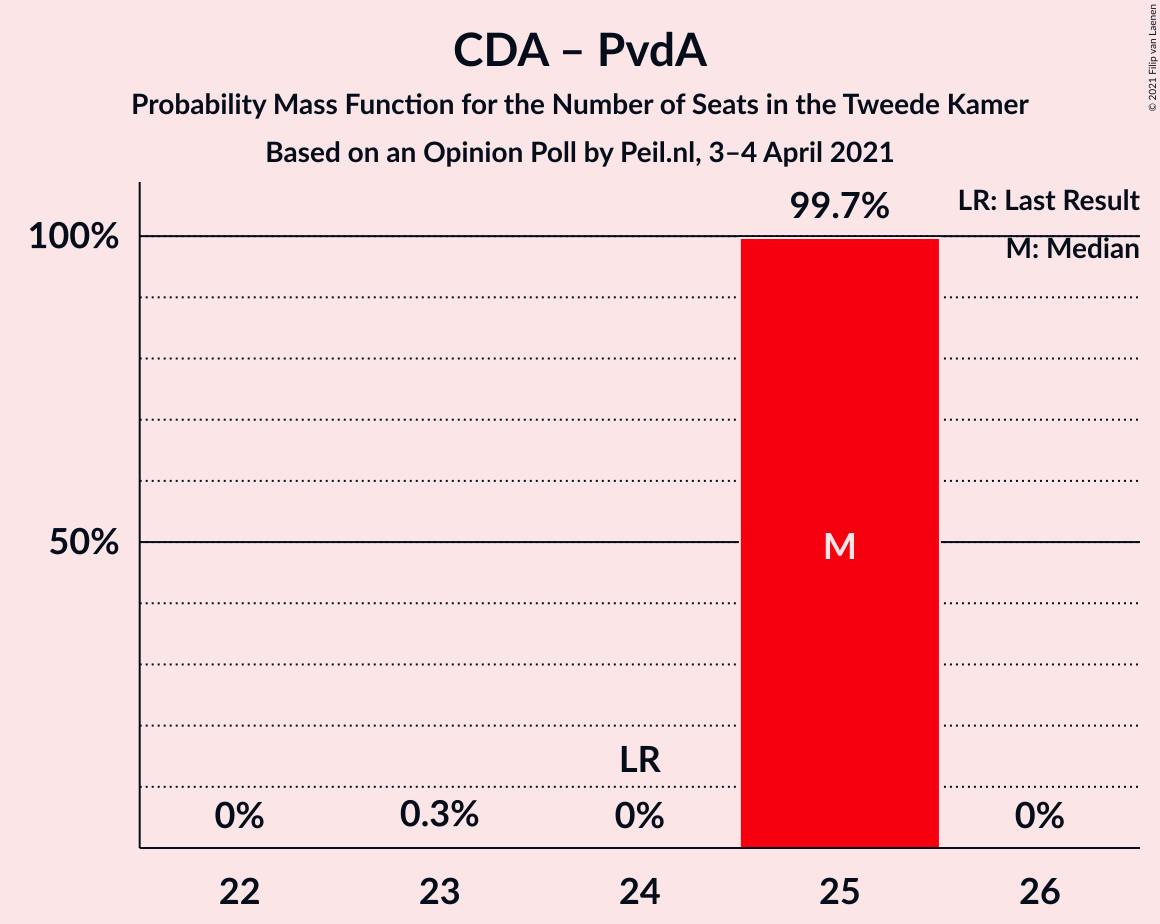 CDA – PvdA
Probability Mass Function for the Number of Seats in the Tweede Kamer
Based on an Opinion Poll by Peil.nl, 3–4 April 2021
© 2021 Filip van Laenen
LR: Last Result
M: Median
99.7%
100%
50%
M
LR
0%
0.3%
0%
0%
22
23
24
25
26